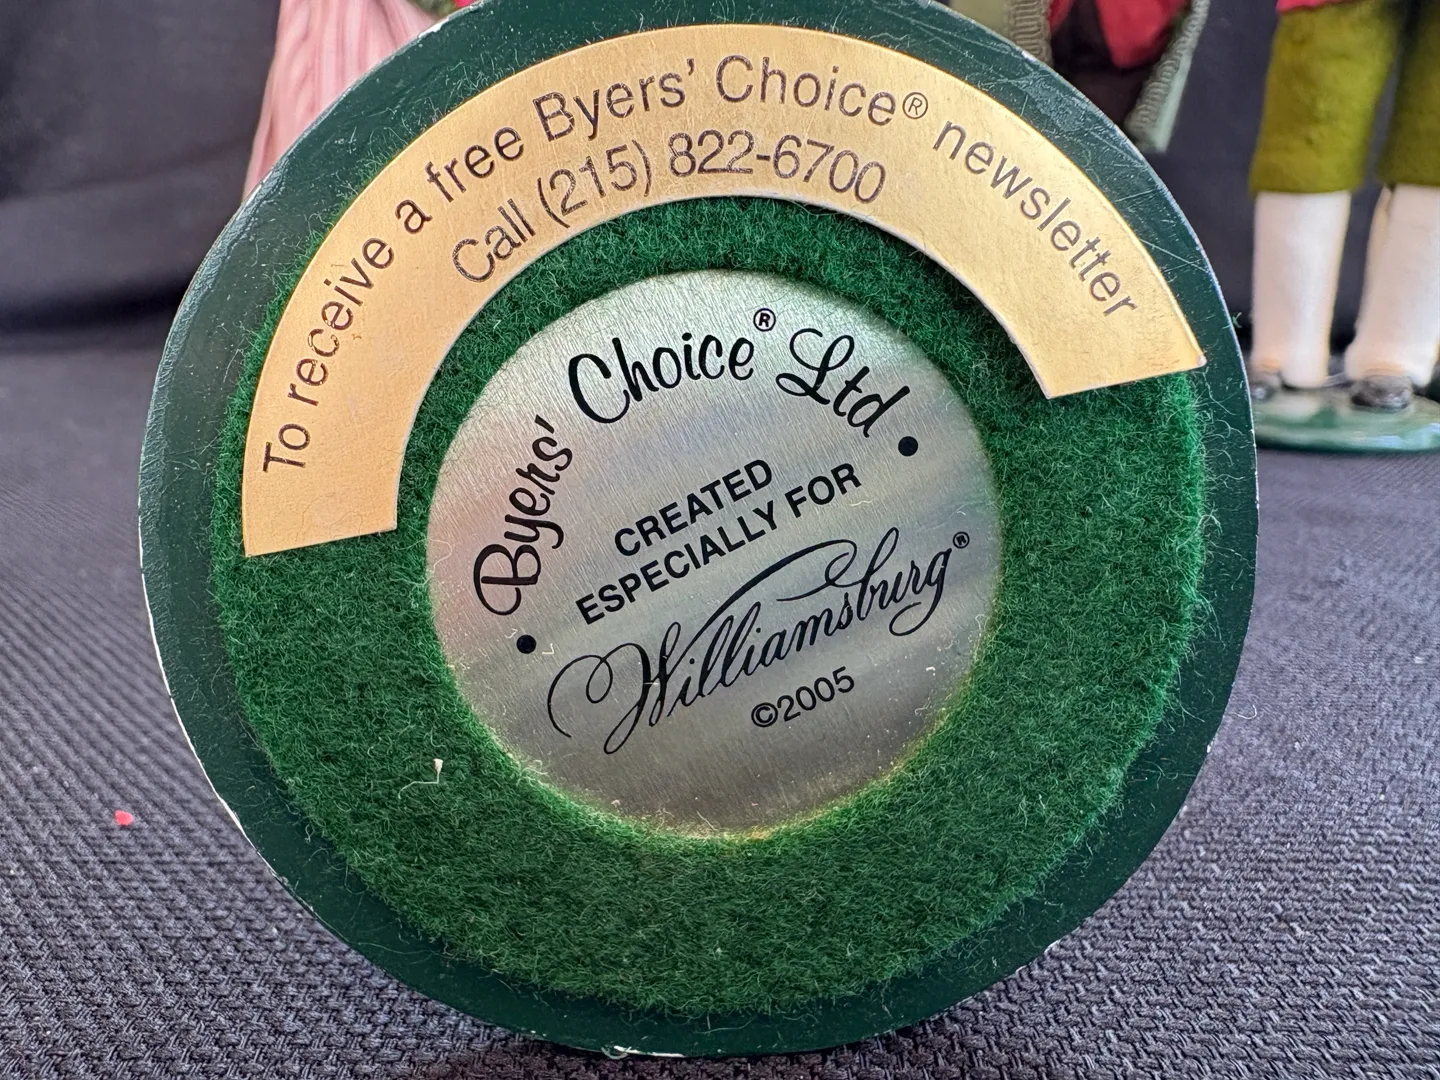 To receive a free Byers' Choice® newsletter
Call (215) 822-6700
• Byers' Choice® Ltd •
CREATED
ESPECIALLY FOR
Williamsburg®
©2005